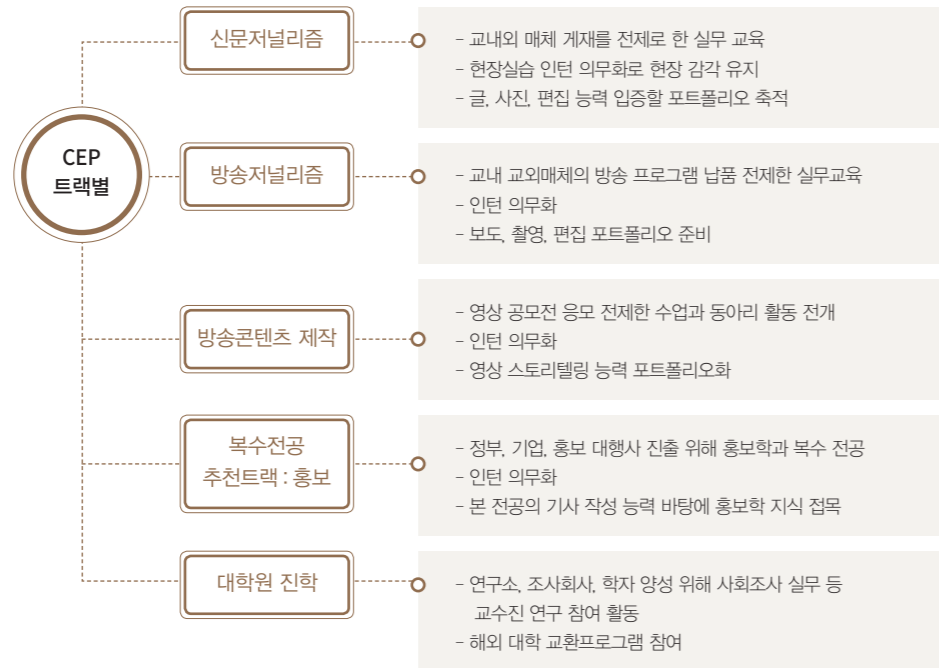 CEP
트랙별
신문저널리즘
- 교내외 매체 게재를 전제로 한 실무 교육
- 현장실습 인턴 의무화로 현장 감각 유지
- 글, 사진, 편집 능력 입증할 포트폴리오 축적
방송저널리즘
- 교내 교외매체의 방송 프로그램 납품 전제한 실무교육
- 인턴 의무화
- 보도, 촬영, 편집 포트폴리오 준비
방송콘텐츠 제작
- 영상 공모전 응모 전제한 수업과 동아리 활동 전개
- 인턴 의무화
- 영상 스토리텔링 능력 포트폴리오화
복수전공
추천트랙 : 홍보
- 정부, 기업, 홍보 대행사 진출 위해 홍보학과 복수 전공
- 인턴 의무화
- 본 전공의 기사 작성 능력 바탕에 홍보학 지식 접목
대학원 진학
- 연구소, 조사회사, 학자 양성 위해 사회조사 실무 등
교수진 연구 참여 활동
- 해외 대학 교환프로그램 참여